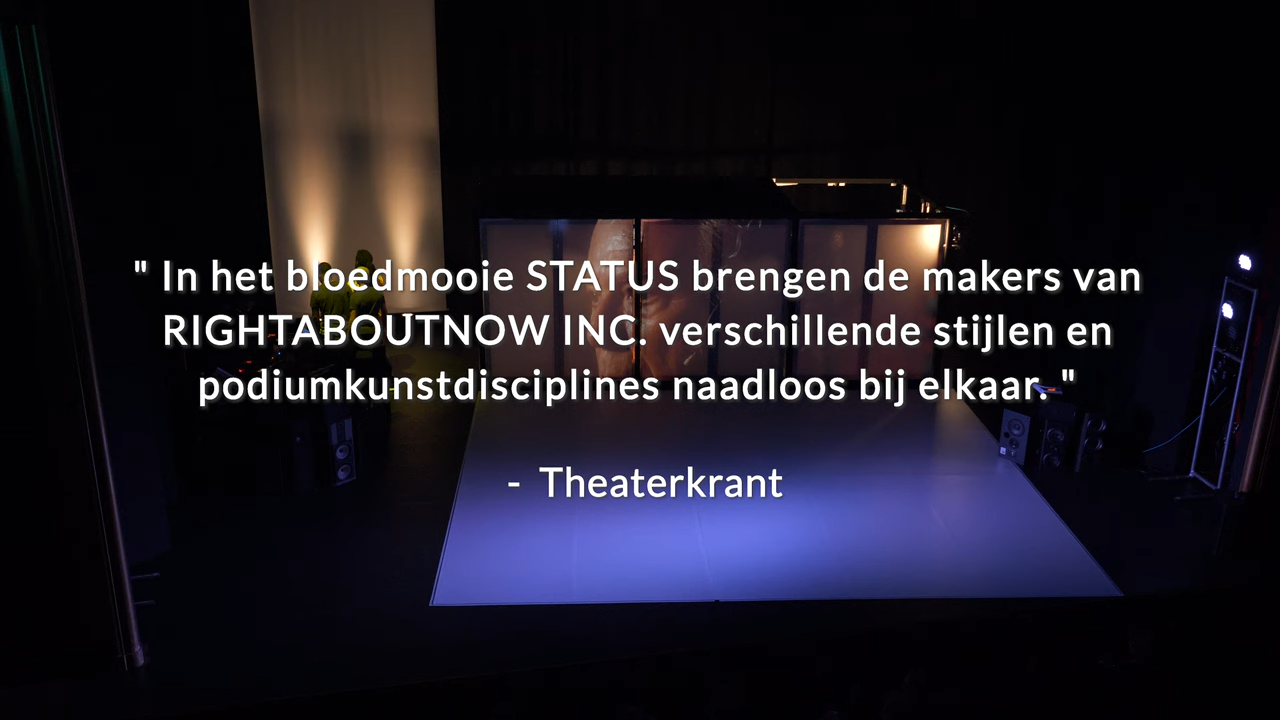 " In het bloedmooie STATUS brengen de makers van
RIGHTABOUTNOW INC. verschillende stijlen en
podiumkunstdisciplines naadloos bij elkaar. "
- Theaterkrant